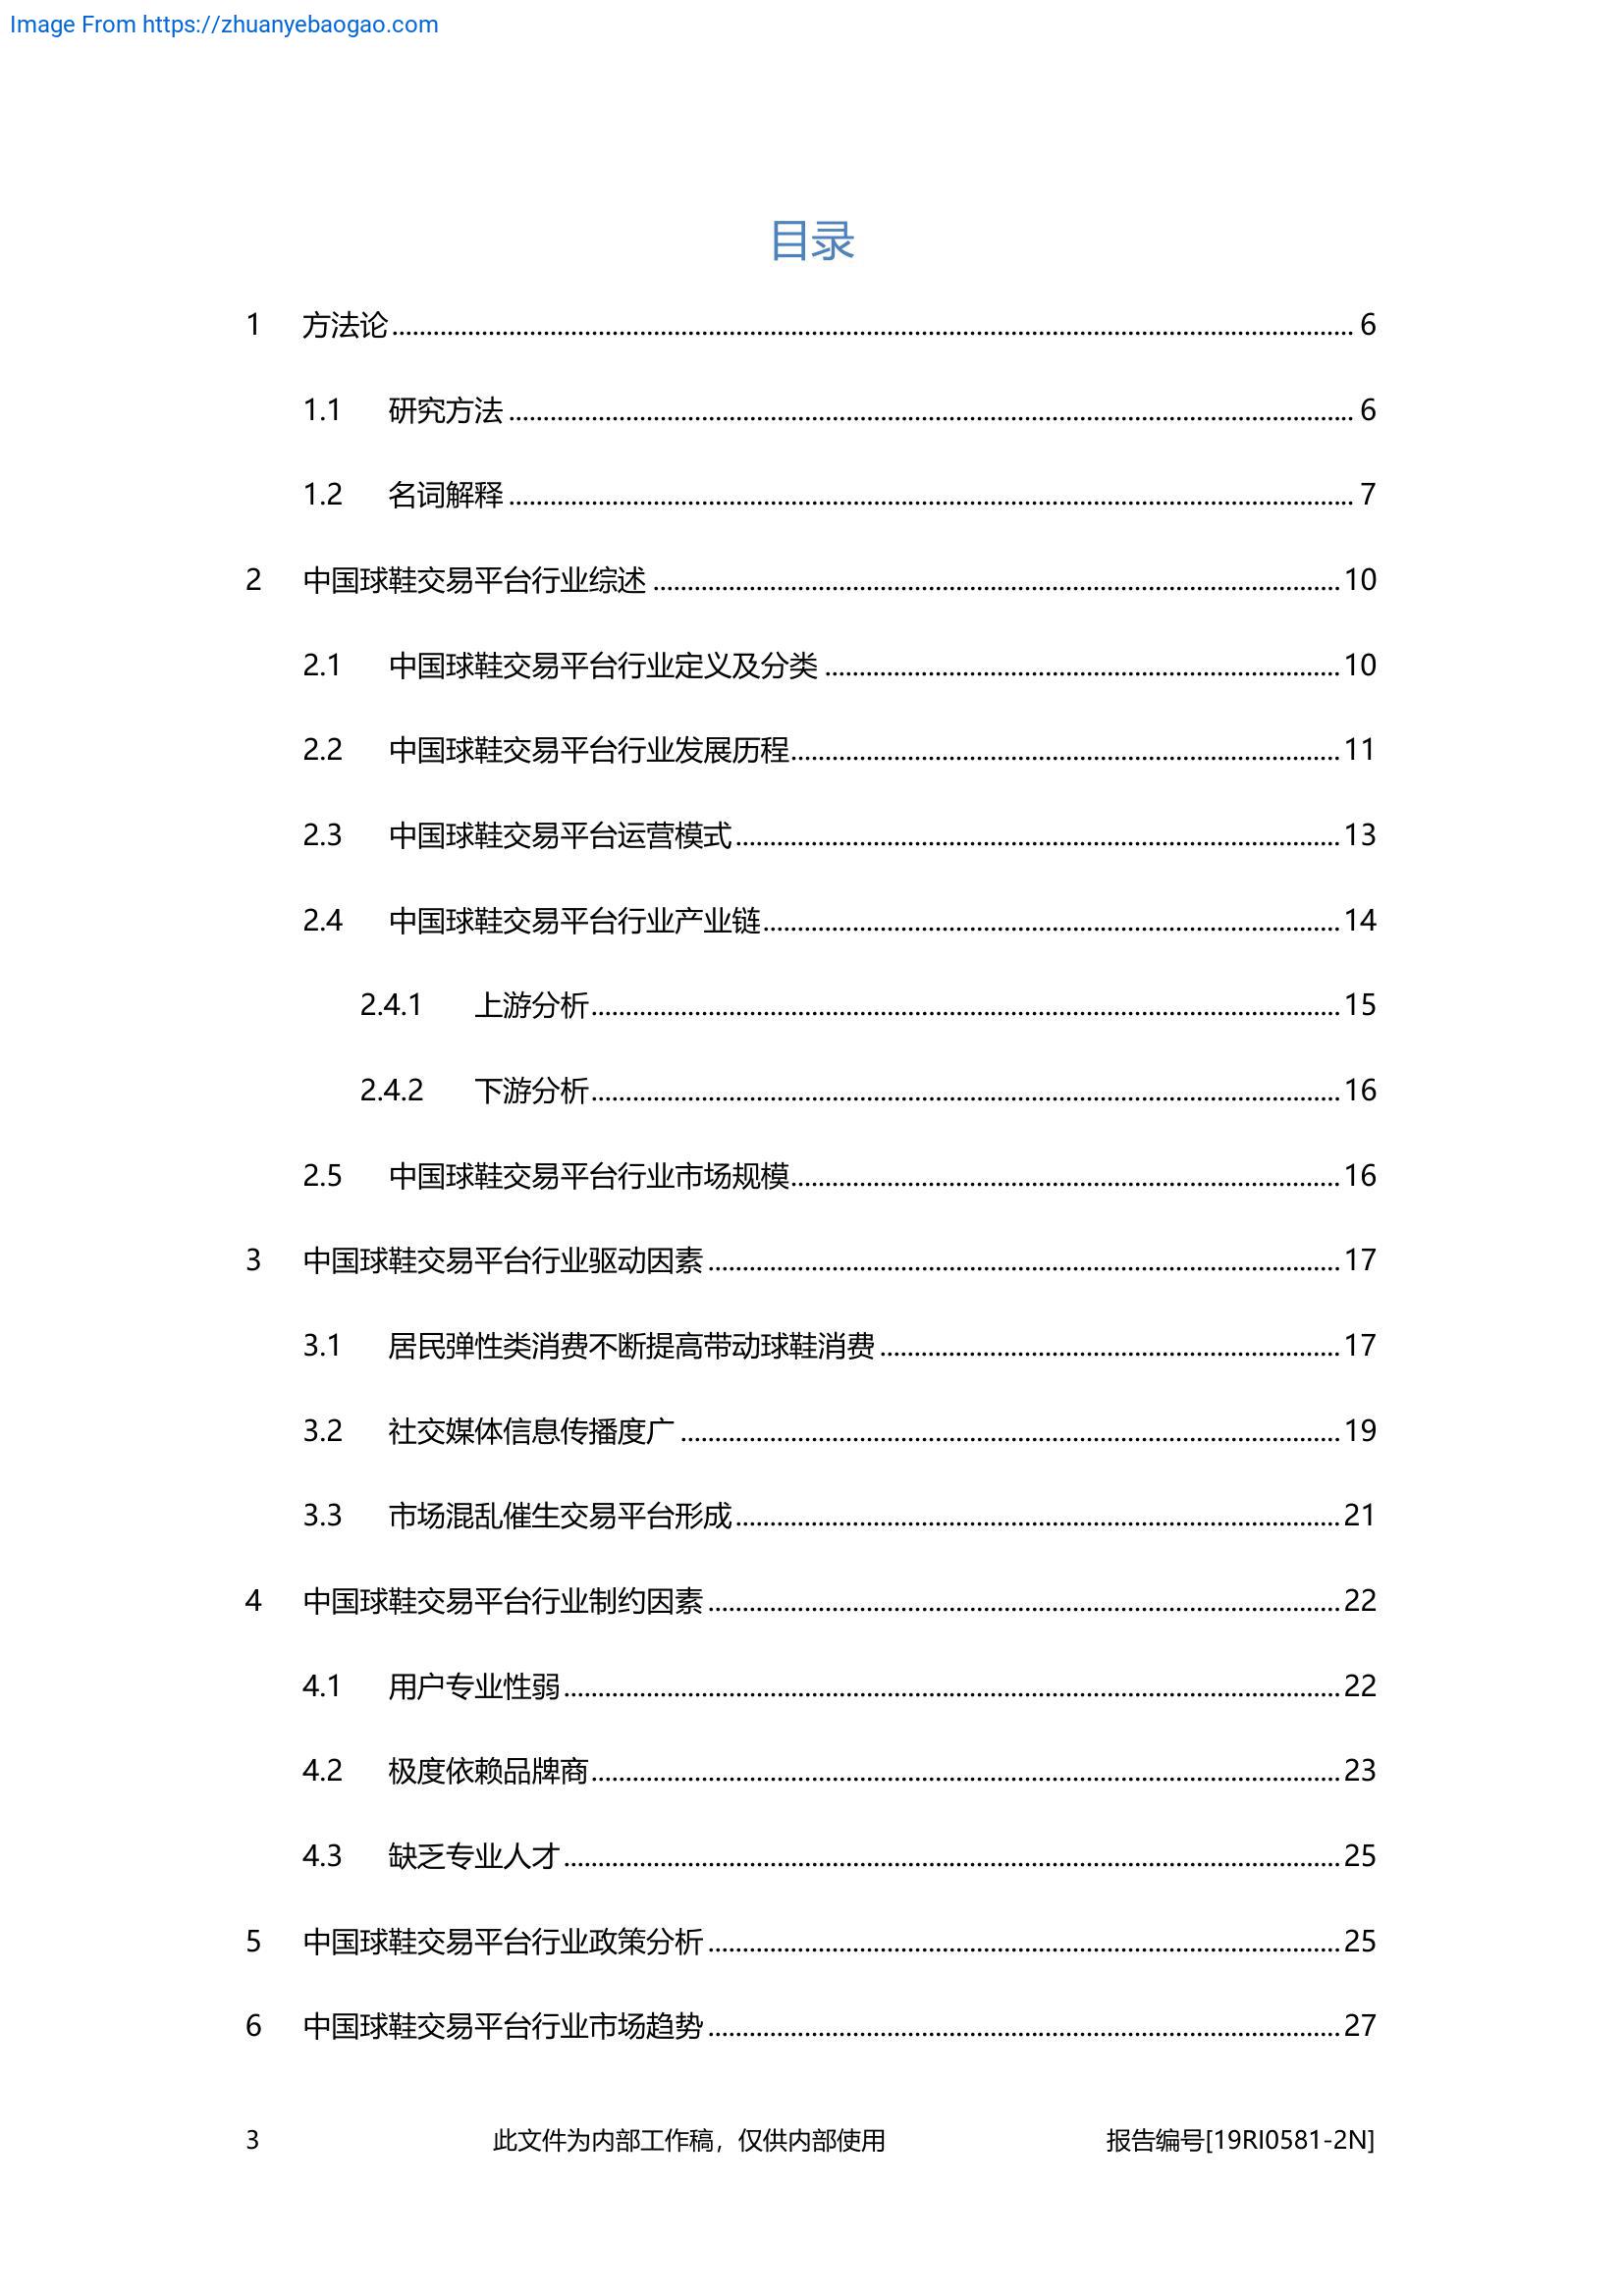 Image From https://zhuanyebaogao.com
目录
1 方法论 6
1.1 研究方法 6
1.2 名词解释 7
2 中国球鞋交易平台行业综述 10
2.1 中国球鞋交易平台行业定义及分类 10
2.2 中国球鞋交易平台行业发展历程 11
2.3 中国球鞋交易平台运营模式 13
2.4 中国球鞋交易平台行业产业链 14
2.4.1 上游分析 15
2.4.2 下游分析 16
2.5 中国球鞋交易平台行业市场规模 16
3 中国球鞋交易平台行业驱动因素 17
3.1 居民弹性类消费不断提高带动球鞋消费 17
3.2 社交媒体信息传播度广 19
3.3 市场混乱催生交易平台形成 21
4 中国球鞋交易平台行业制约因素 22
4.1 用户专业性弱 22
4.2 极度依赖品牌商 23
4.3 缺乏专业人才 25
5 中国球鞋交易平台行业政策分析 25
6 中国球鞋交易平台行业市场趋势 27
3 此文件为内部工作稿，仅供内部使用 报告编号[19RI0581-2N]